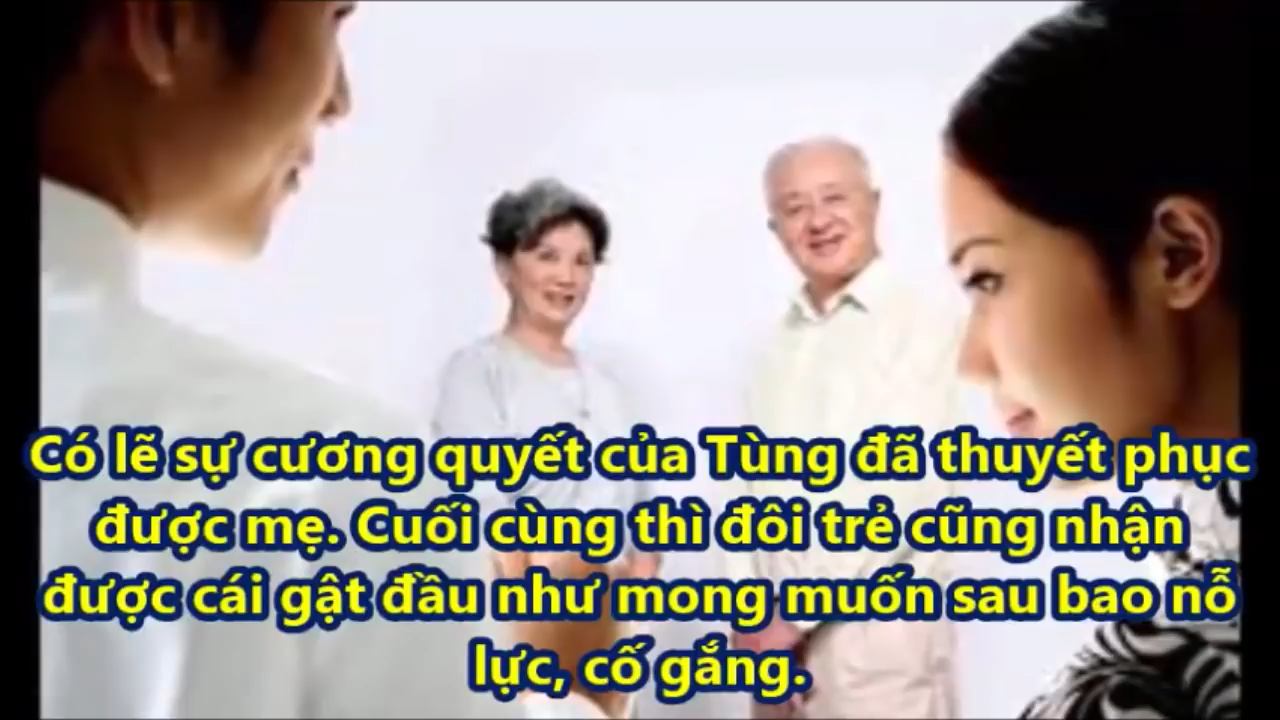 Có lẽ sự cương quyết của Tùng đã thuyết phục
được mẹ. Cuối cùng thì đôi trẻ cũng nhận
được cái gật đầu như mong muốn sau bao nỗ
lực, cố gắng.